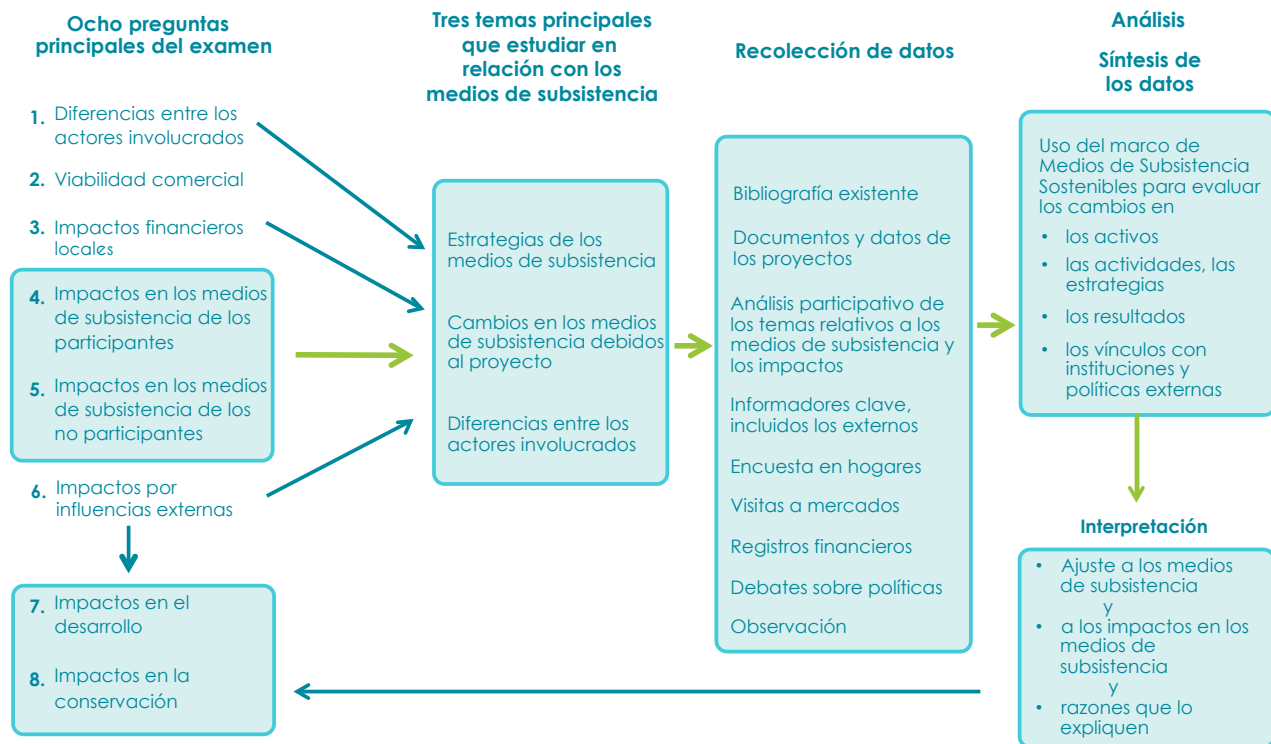 Ocho preguntas
principales del examen
1. Diferencias entre los
actores involucrados
2. Viabilidad comercial
3. Impactos financieros
locales
4. Impactos en los medios
de subsistencia de los
participantes
5. Impactos en los medios
de subsistencia de los
no participantes
6. Impactos por
influencias externas
7. Impactos en el
desarrollo
8. Impactos en la
conservación
Tres temas principales
que estudiar en
relación con los
medios de subsistencia
Estrategias de los
medios de subsistencia
Cambios en los medios
de subsistencia debidos
al proyecto
Diferencias entre los
actores involucrados
Recolección de datos
Bibliografía existente
Documentos y datos de
los proyectos
Análisis participativo de
los temas relativos a los
medios de subsistencia y
los impactos
Informadores clave,
incluidos los externos
Encuesta en hogares
Visitas a mercados
Registros financieros
Debates sobre políticas
Observación
Análisis
Síntesis de
los datos
Uso del marco de
Medios de Subsistencia
Sostenibles para evaluar
los cambios en
• los activos
• las actividades, las
estrategias
• los resultados
• los vínculos con
instituciones y
políticas externas
Interpretación
• Ajuste a los medios
de subsistencia
y
• a los impactos en los
medios de
subsistencia
y
• razones que lo
expliquen